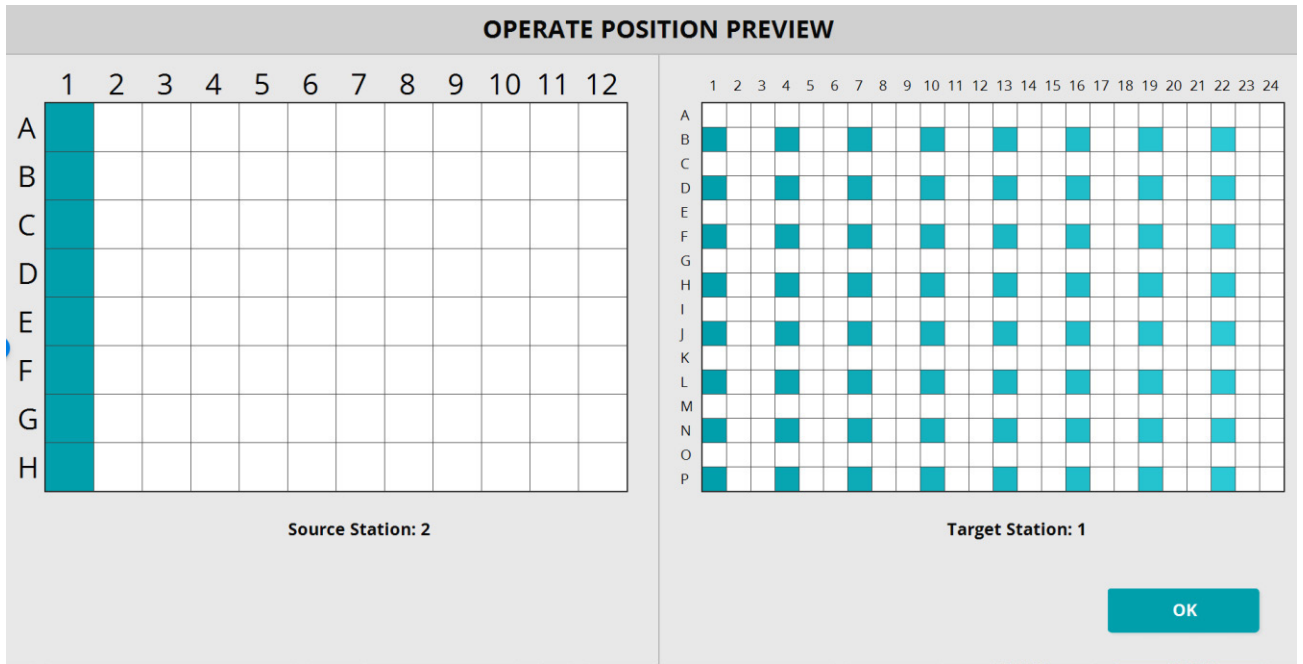 OPERATE POSITION PREVIEW
1 2 3 4 5 6 7 8 9 10 11 12
A
B
C
D
E
F
G
H
Source Station: 2
1 2 3 4 5 6 7 8 9 10 11 12 13 14 15 16 17 18 19 20 21 22 23 24
A
B
C
D
E
F
G
H
I
J
K
L
M
N
O
P
Target Station: 1
OK